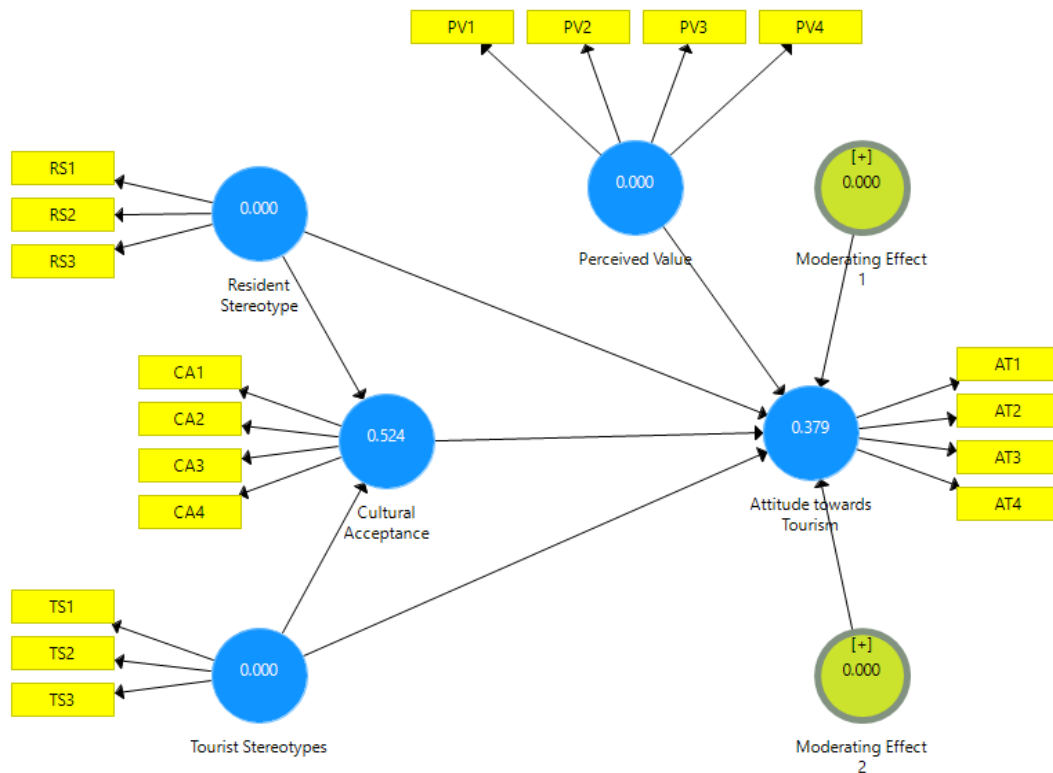 PV1
PV2
PV3
PV4
RS1
RS2
RS3
0.000
Resident
Stereotype
0.000
Perceived Value
[+]
0.000
Moderating Effect
1
CA1
CA2
CA3
CA4
0.524
Cultural
Acceptance
0.379
Attitude towards
Tourism
AT1
AT2
AT3
AT4
TS1
TS2
TS3
0.000
Tourist Stereotypes
[+]
0.000
Moderating Effect
2